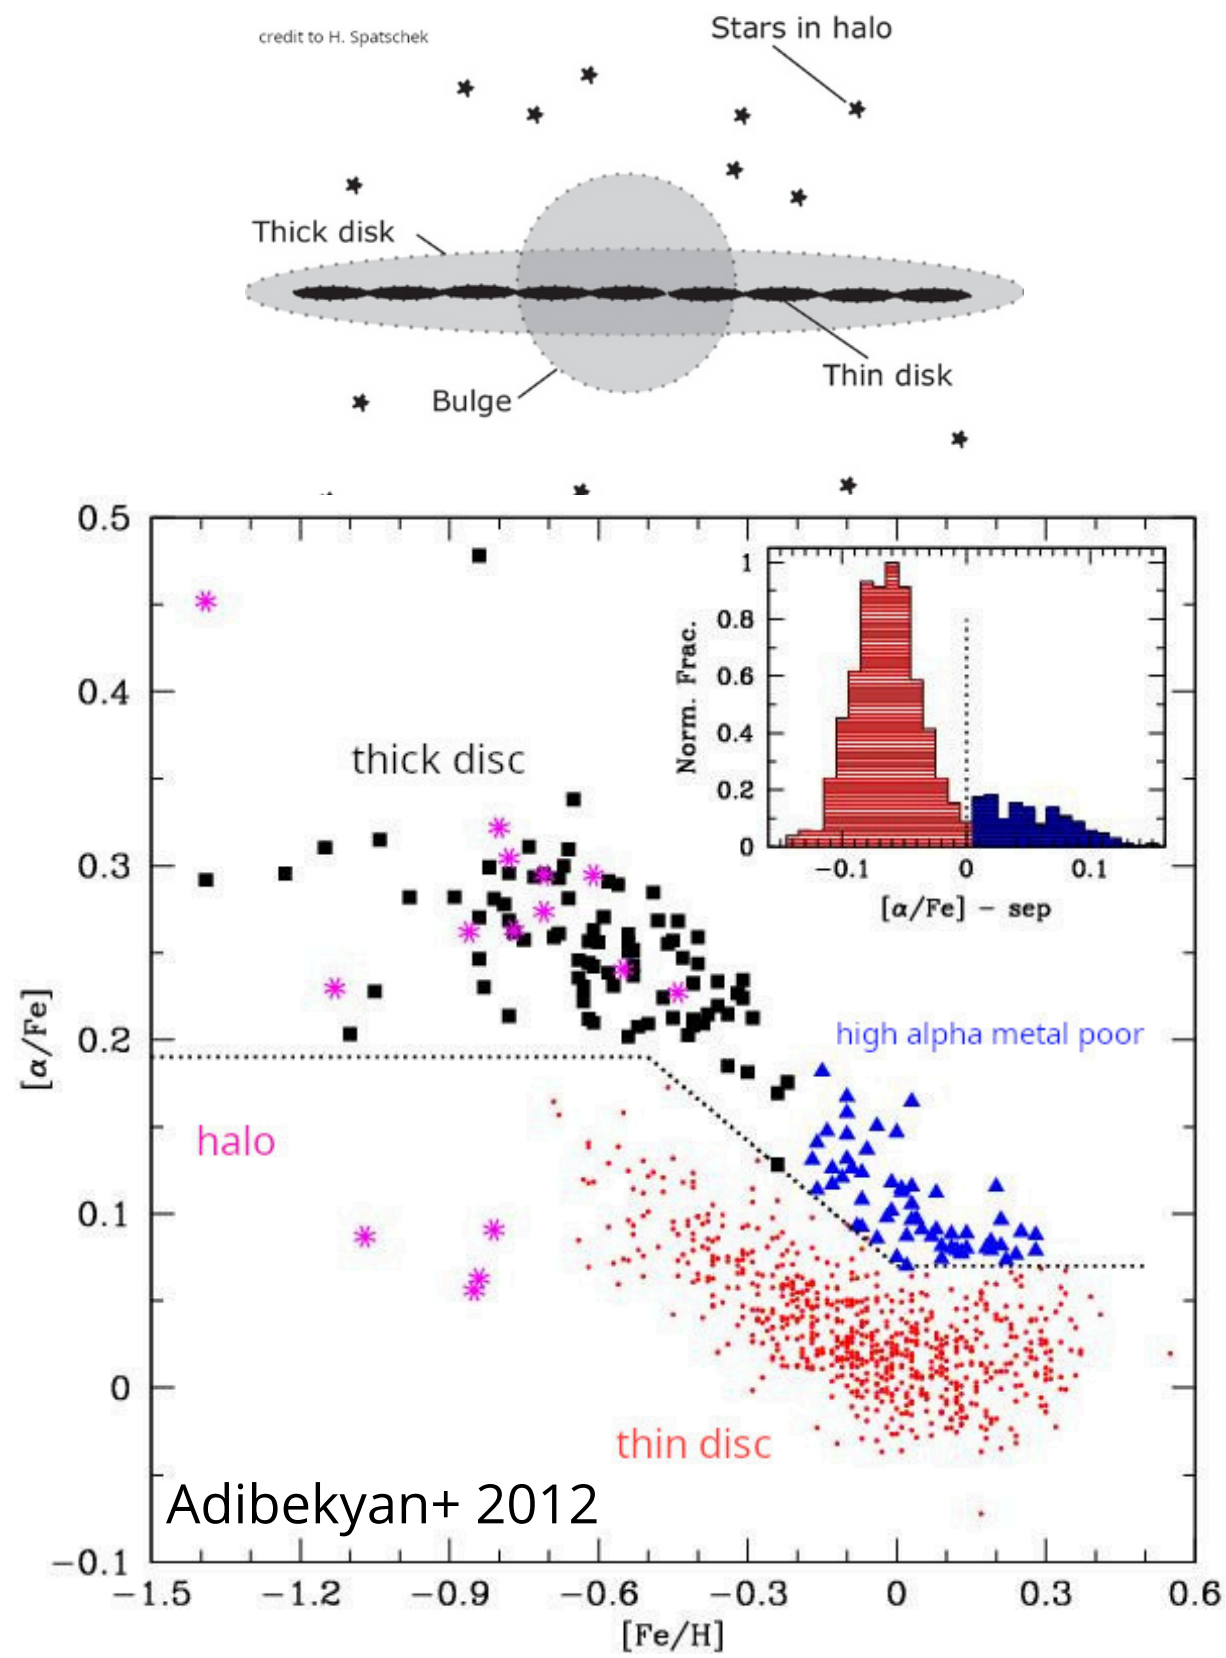 credit to H. Spatschek
Stars in halo
Thick disk
Thin disk
Bulge
0.5
0.4
0.3
0.2
0.1
0
−0.1
[α/Fe]
thick disc
high alpha metal poor
halo
thin disc
Adibekyan+ 2012
1
0.8
0.6
0.4
0.2
0
Norm. Frac.
−0.1 0 0.1
[α/Fe] − sep
−1.5 −1.2 −0.9 −0.6 −0.3 0 0.3 0.6
[Fe/H]